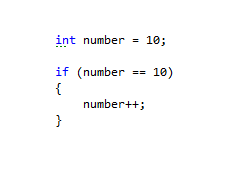 int number = 10;

if (number == 10)
{
    number++;
}